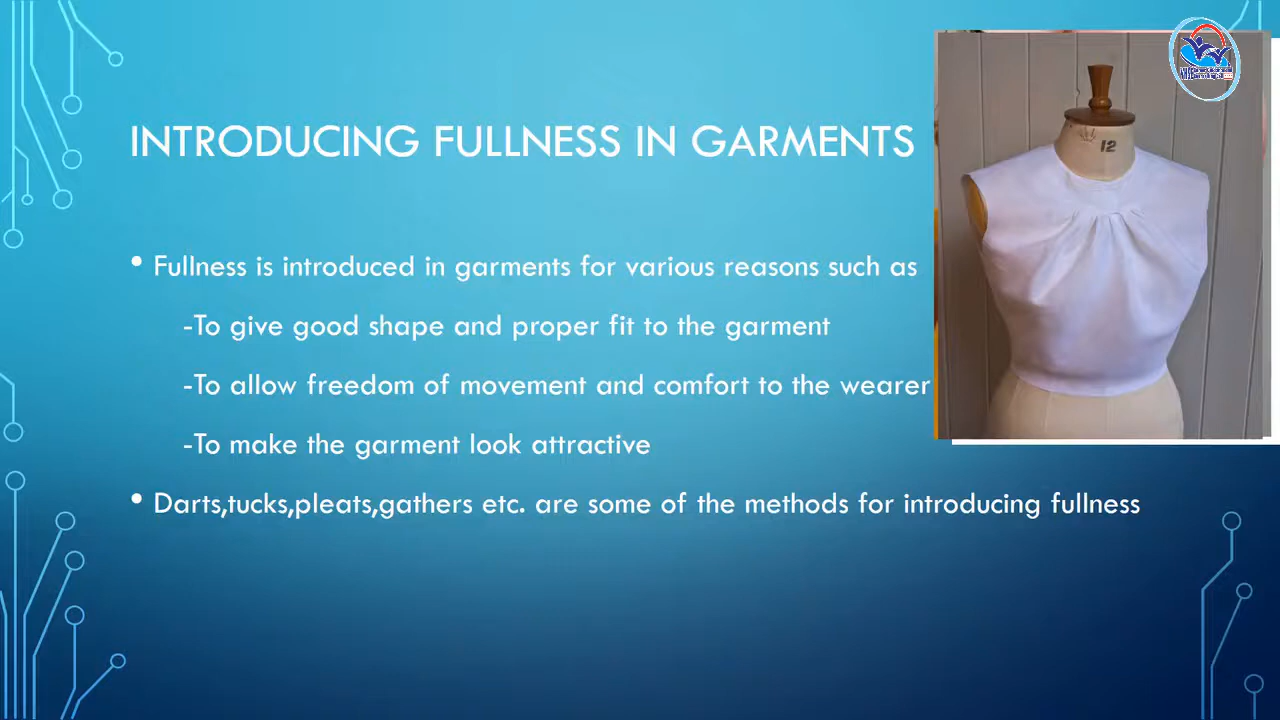 INTRODUCING FULLNESS IN GARMENTS
• Fullness is introduced in garments for various reasons such as
-To give good shape and proper fit to the garment
-To allow freedom of movement and comfort to the wearer
-To make the garment look attractive
• Darts,tucks,pleats,gathers etc. are some of the methods for introducing fullness
12